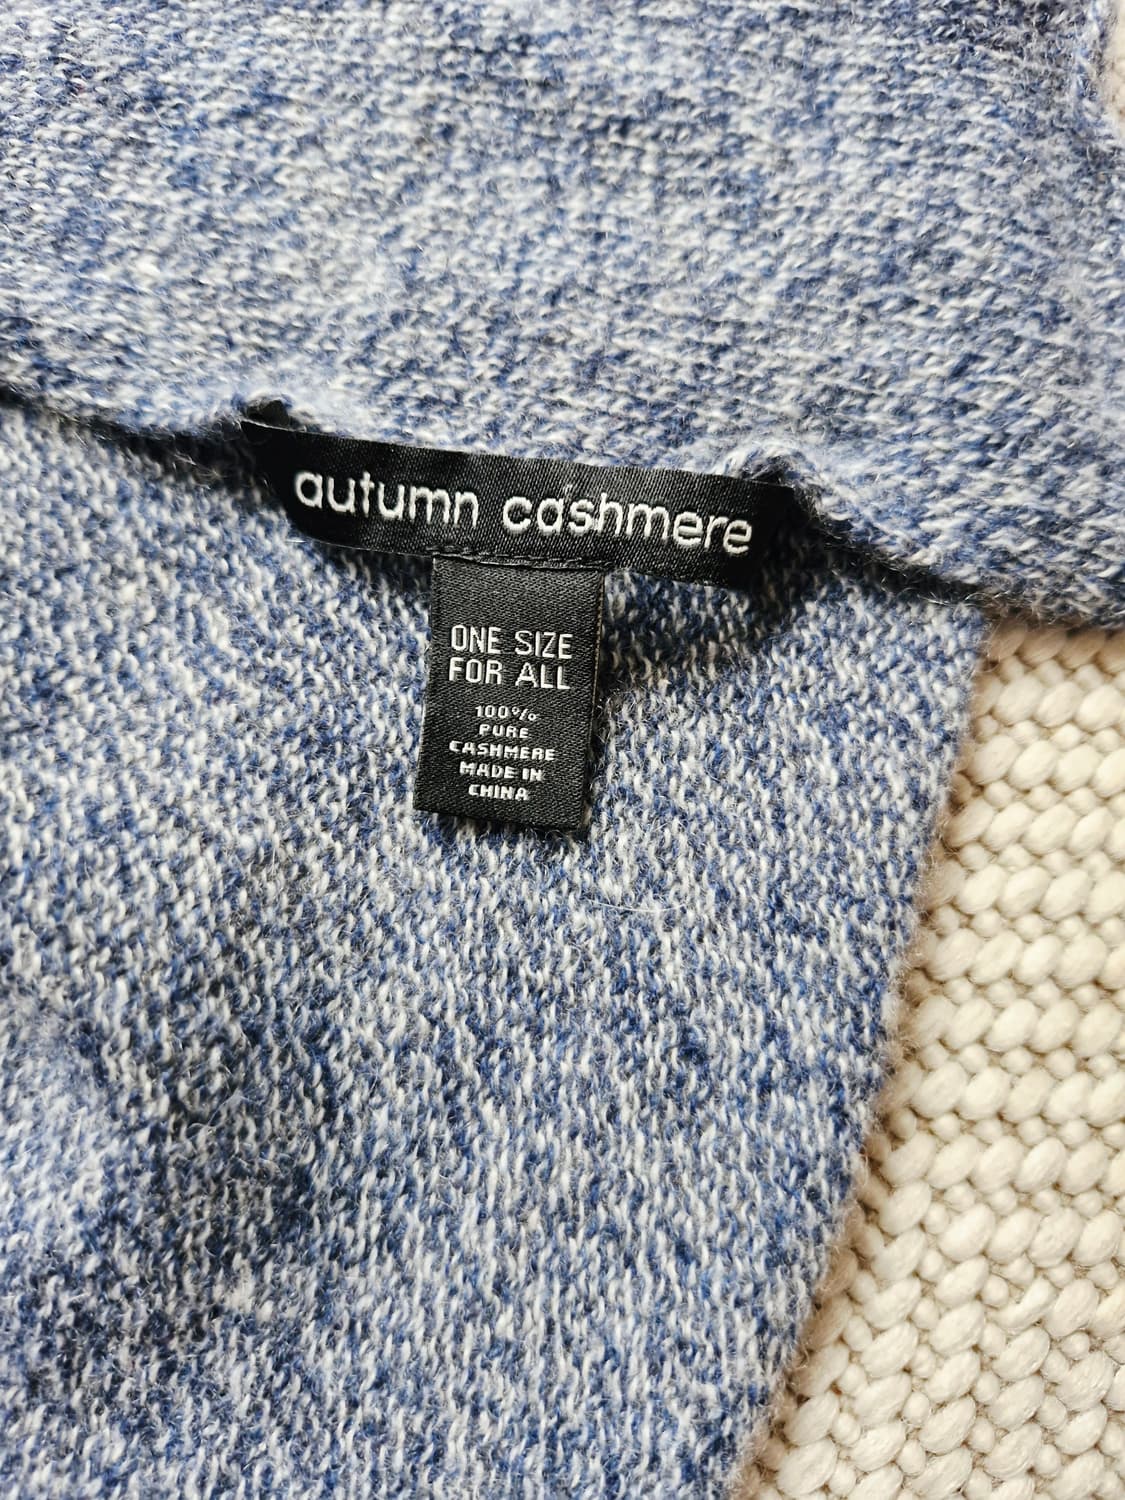 autumn cashmere
ONE SIZE
FOR ALL
100%
PURE
CASHMERE
MADE IN
CHINA